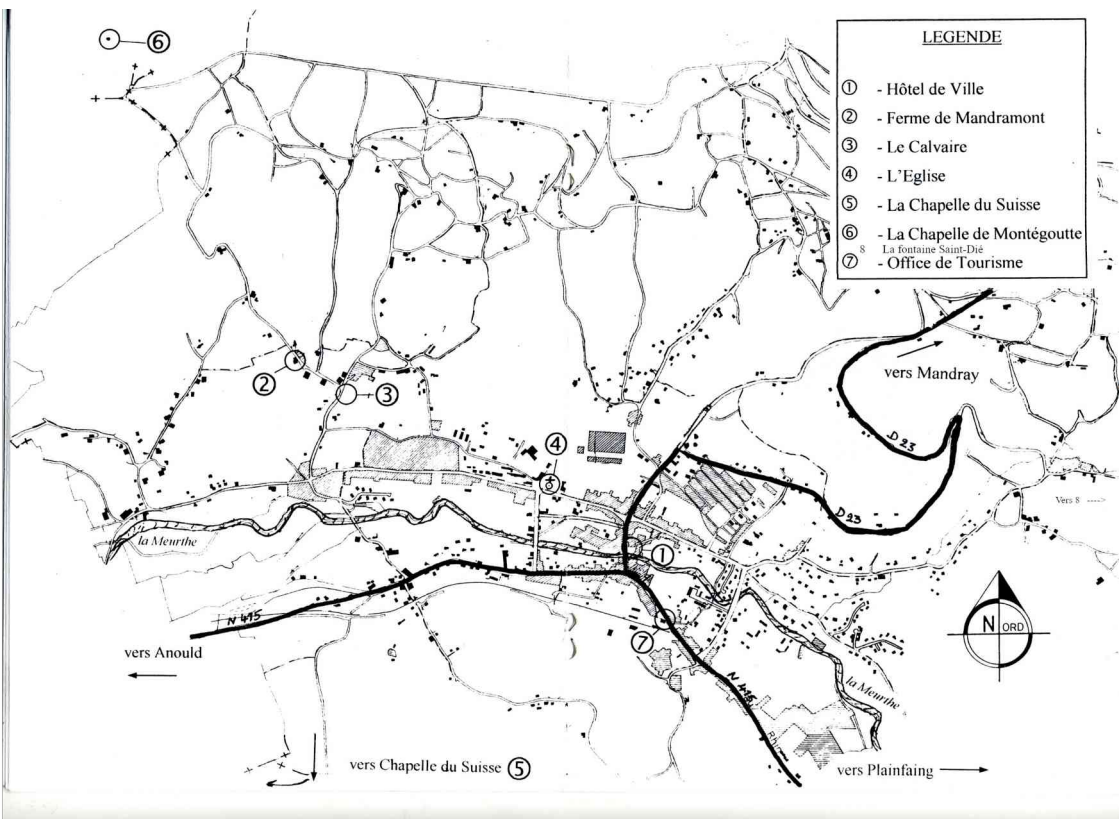 ⑥
LEGENDE
① - Hôtel de Ville
② - Ferme de Mandramont
③ - Le Calvaire
④ - L'Eglise
⑤ - La Chapelle du Suisse
⑥ - La Chapelle de Montégoutte
8 La fontaine Saint-Dié
⑦ - Office de Tourisme
vers Mandray
②
③
D 23
④
Vers 8
D 23
la Meurthe
①
N 415
⑦
NORD
vers Anould
la Meurthe
N 415
vers Chapelle du Suisse ⑤
vers Plainfaing